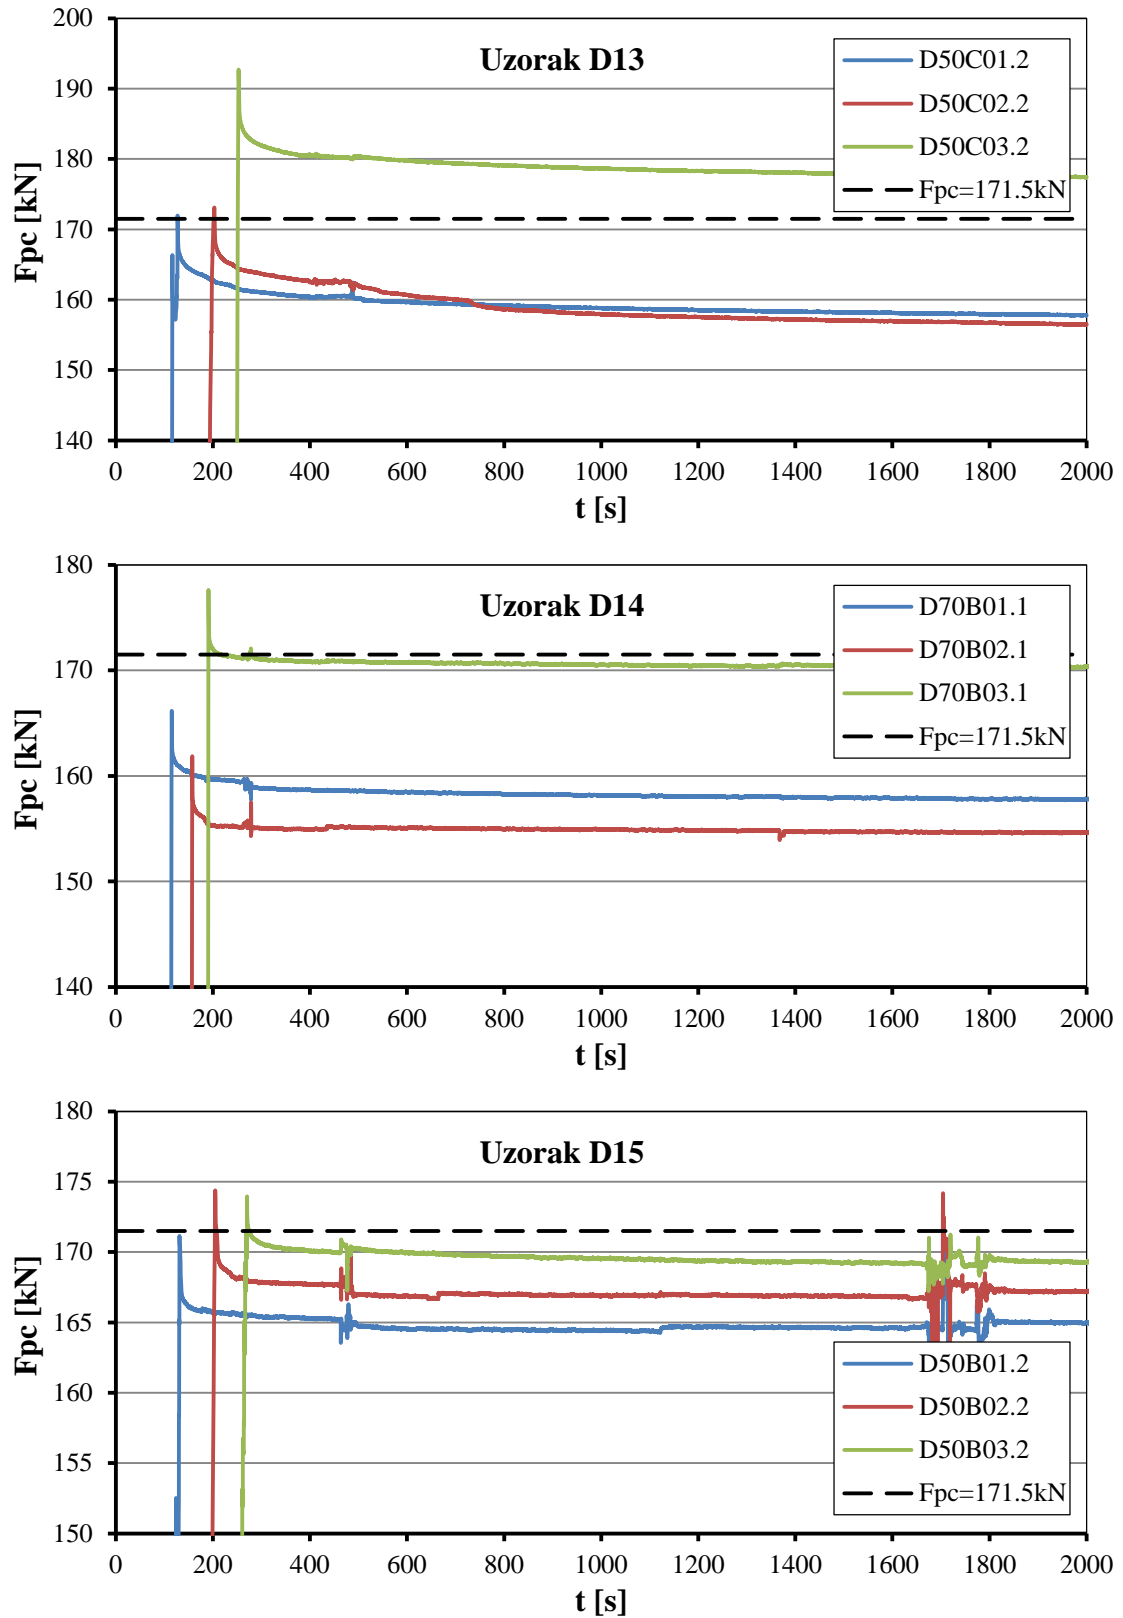 Uzorak D13
Fpc [kN]
200
190
180
170
160
150
140
0 200 400 600 800 1000 1200 1400 1600 1800 2000
t [s]
D50C01.2
D50C02.2
D50C03.2
Fpc=171.5kN
Uzorak D14
Fpc [kN]
180
170
160
150
140
0 200 400 600 800 1000 1200 1400 1600 1800 2000
t [s]
D70B01.1
D70B02.1
D70B03.1
Fpc=171.5kN
Uzorak D15
Fpc [kN]
180
175
170
165
160
155
150
0 200 400 600 800 1000 1200 1400 1600 1800 2000
t [s]
D50B01.2
D50B02.2
D50B03.2
Fpc=171.5kN